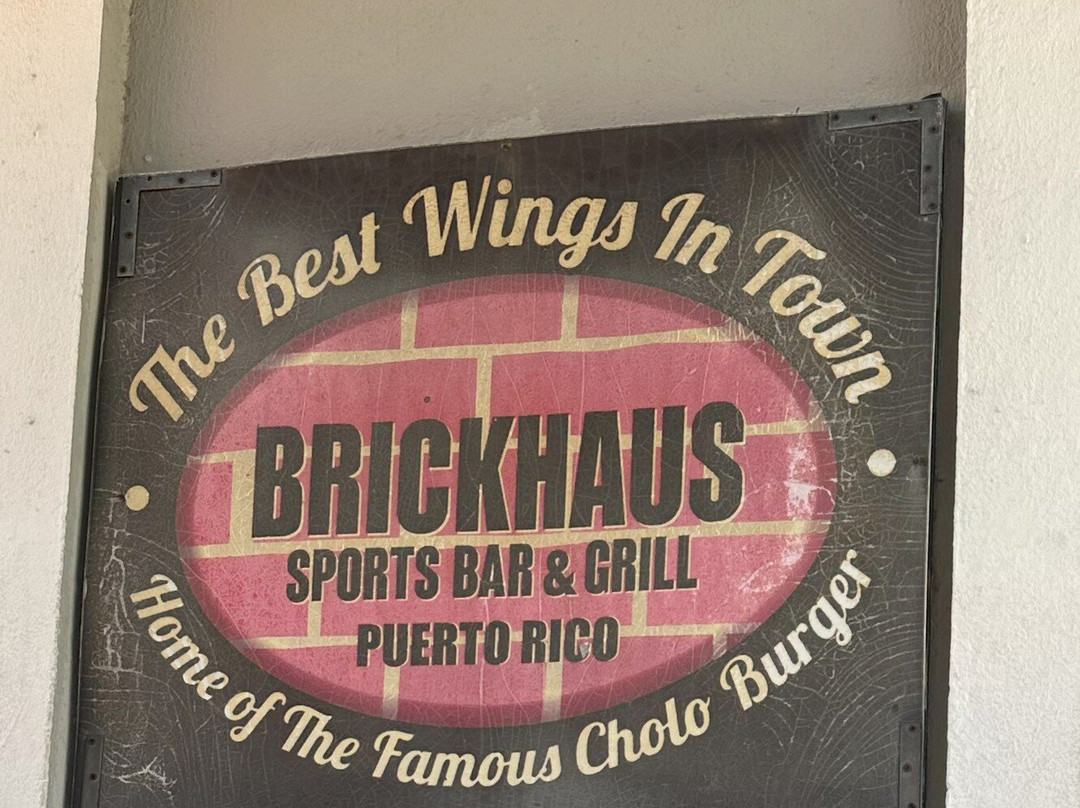 The Best Wings In Town
BRICKHAUS
SPORTS BAR & GRILL
PUERTO RICO
Home of The Famous Cholo Burger